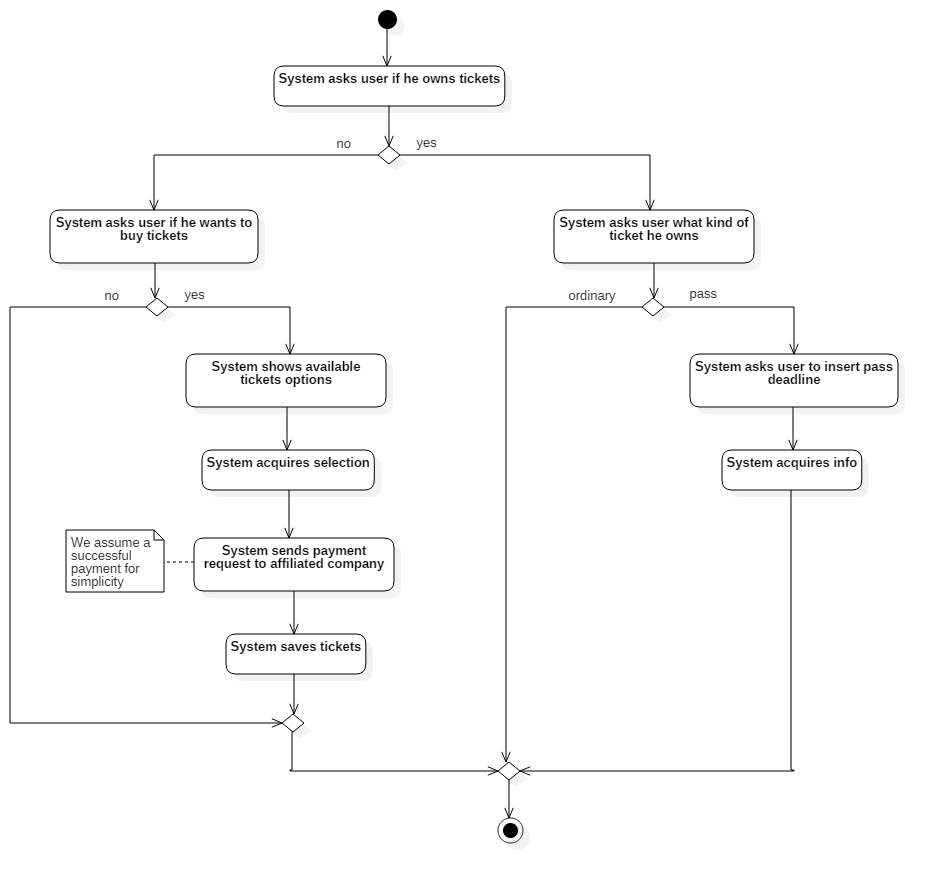 System asks user if he owns tickets
no
yes
System asks user if he wants to
buy tickets
System asks user what kind of
ticket he owns
no
yes
ordinary
pass
System shows available
tickets options
System asks user to insert pass
deadline
System acquires selection
System acquires info
We assume a
successful
payment for
simplicity
System sends payment
request to affiliated company
System saves tickets